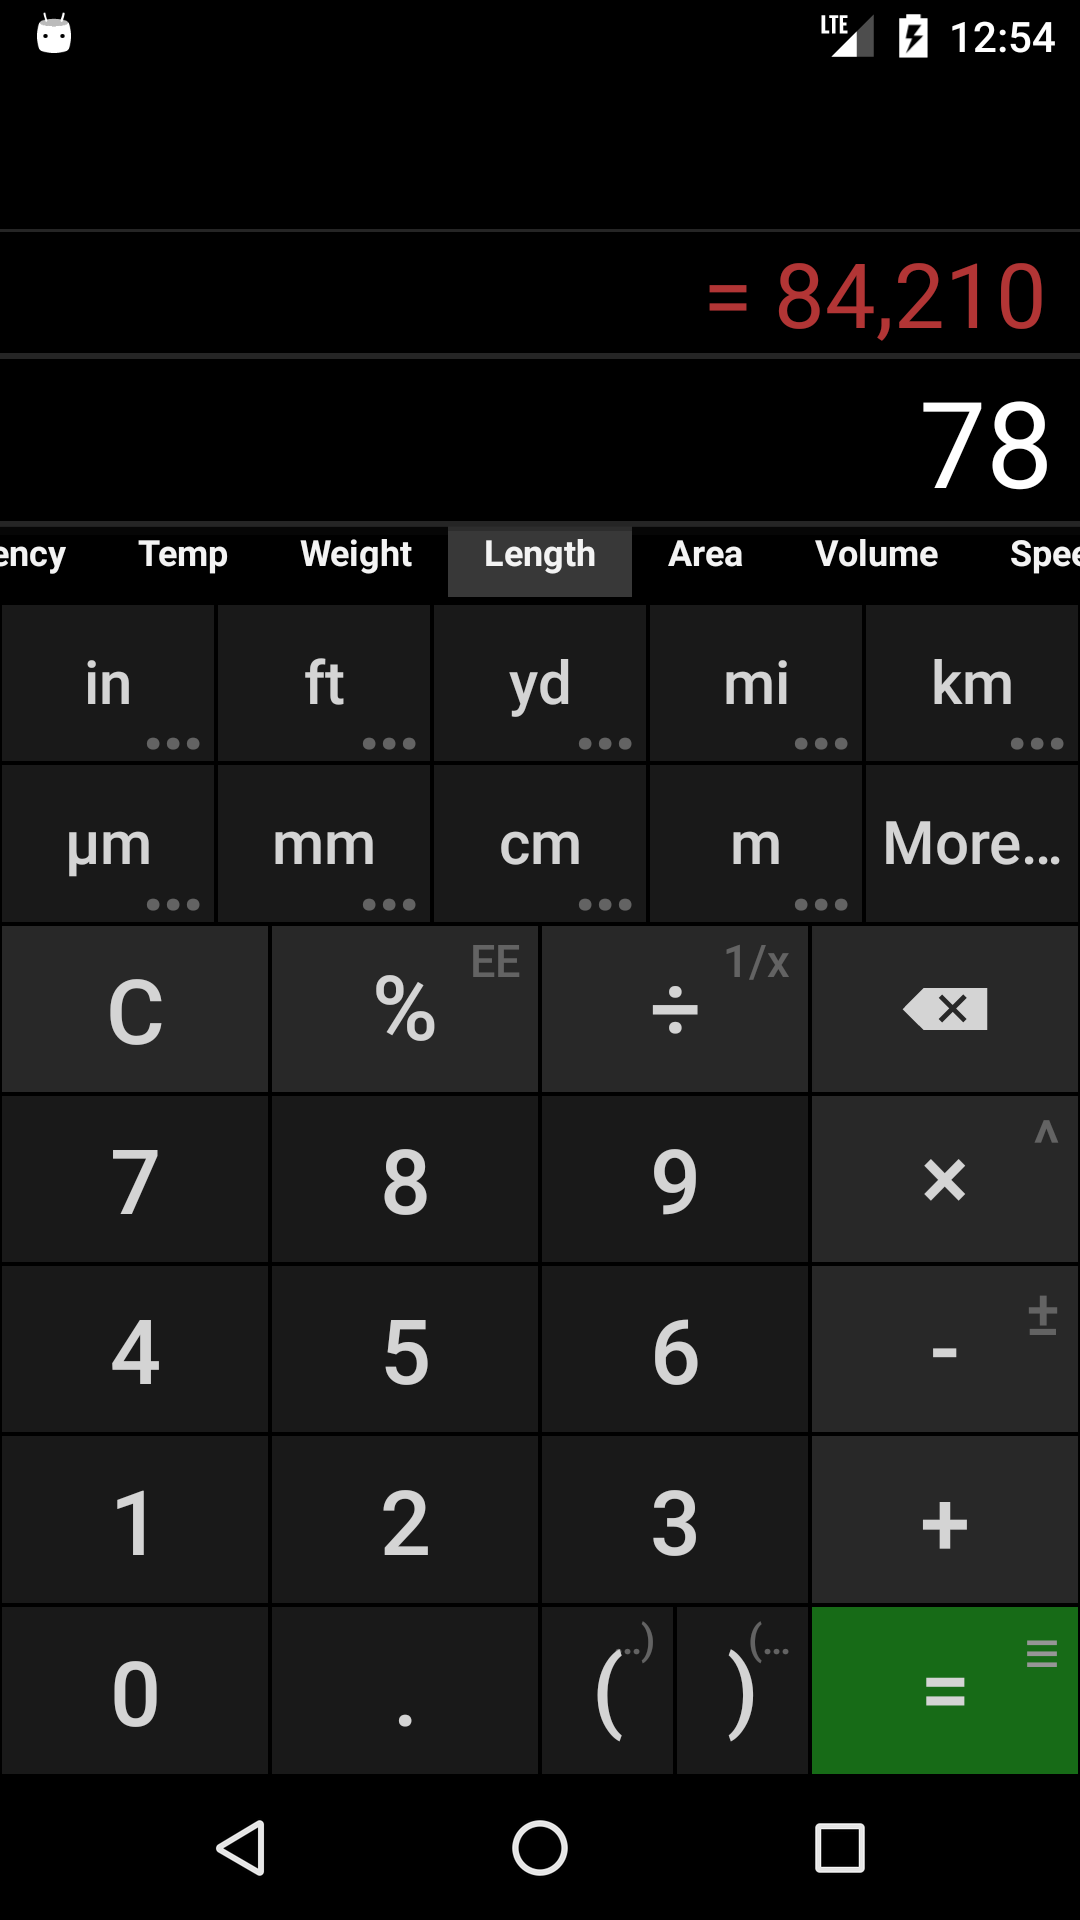 LTE 12:54
= 84,210
78
ency Temp Weight Length Area Volume Spee
in ft yd mi km
µm mm cm m More...
C % EE ÷ 1/x
7 8 9 × ^
4 5 6 - ±
1 2 3 +
0 . ( ..) ) (... =